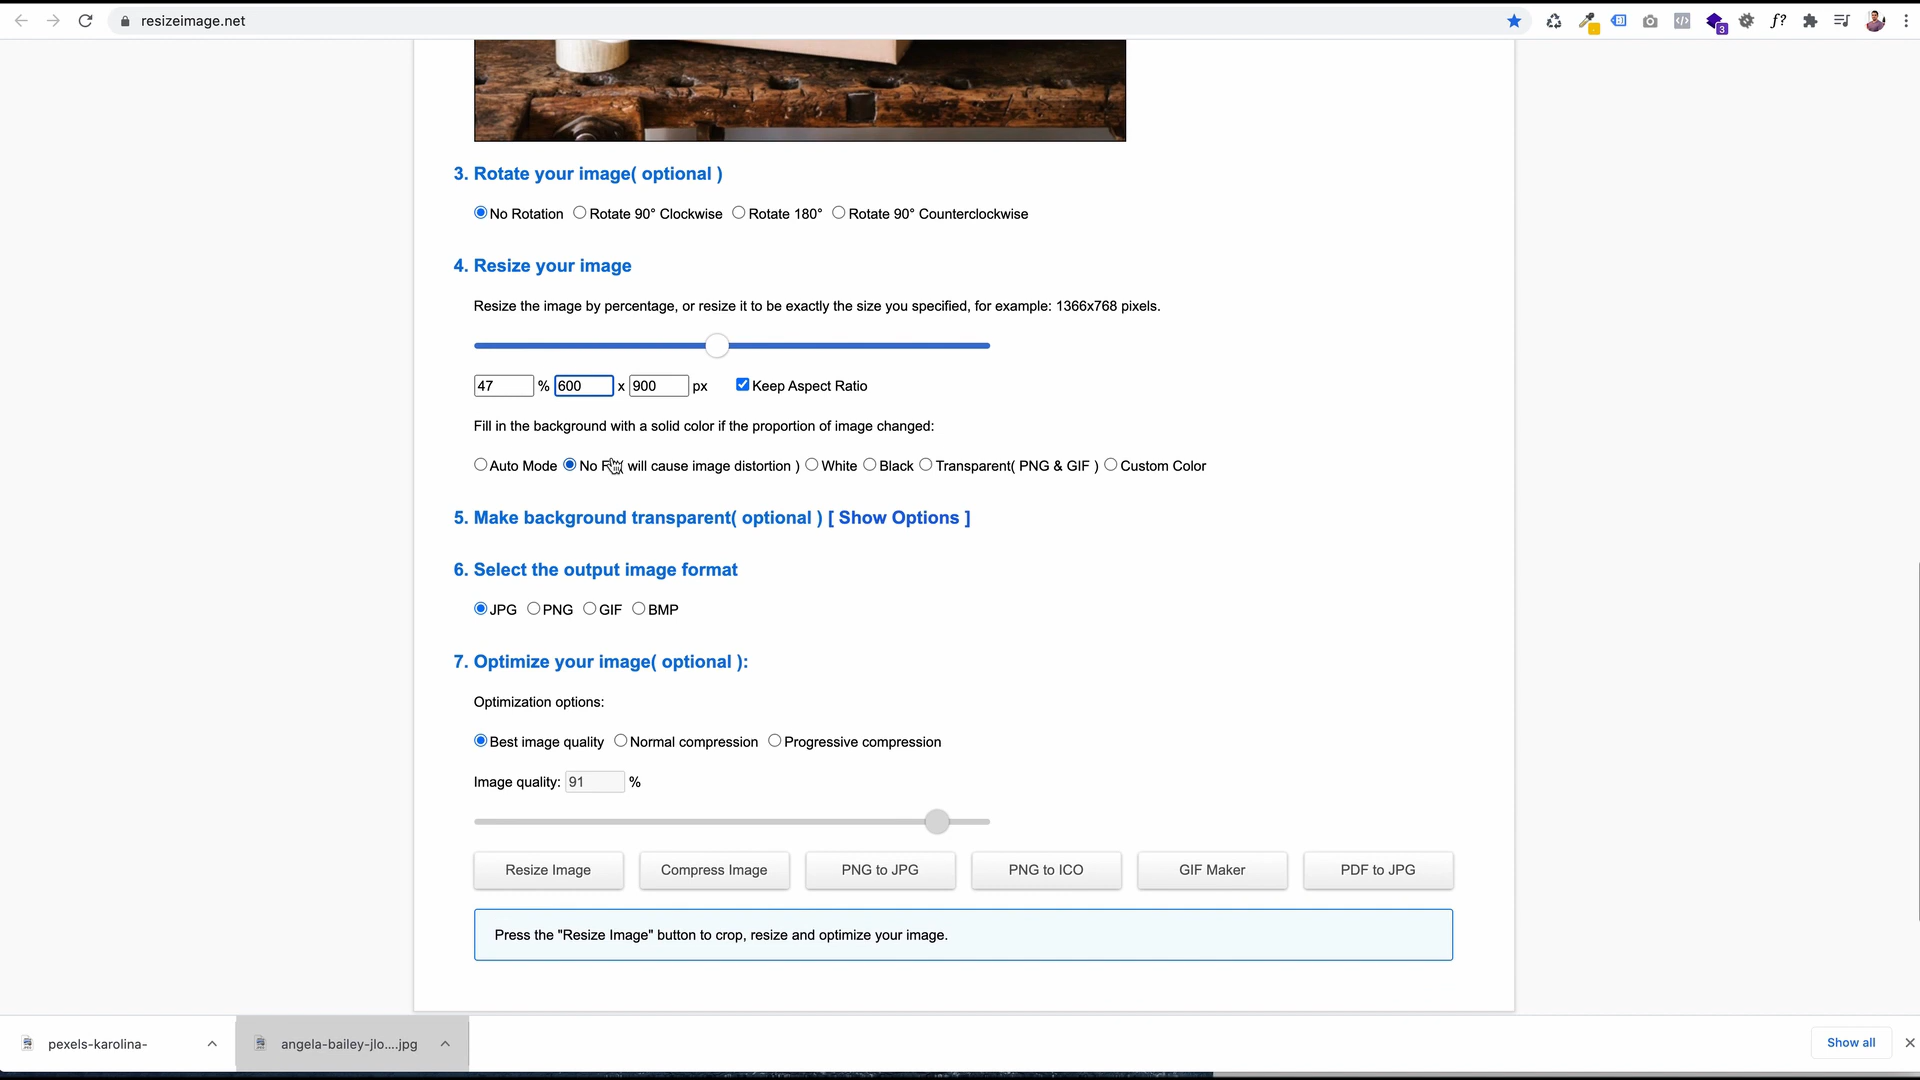 resizeimage.net
3
f?
3. Rotate your image( optional )
No Rotation Rotate 90° Clockwise Rotate 180° Rotate 90° Counterclockwise
4. Resize your image
Resize the image by percentage, or resize it to be exactly the size you specified, for example: 1366x768 pixels.
47 % 600 x 900 px Keep Aspect Ratio
Fill in the background with a solid color if the proportion of image changed:
Auto Mode No will cause image distortion ) White Black Transparent( PNG & GIF ) Custom Color
5. Make background transparent( optional ) [ Show Options ]
6. Select the output image format
JPG PNG GIF BMP
7. Optimize your image( optional ):
Optimization options:
Best image quality Normal compression Progressive compression
Image quality: 91 %
Resize Image Compress Image PNG to JPG PNG to ICO GIF Maker PDF to JPG
Press the "Resize Image" button to crop, resize and optimize your image.
pexels-karolina- angela-bailey-jlo....jpg Show all